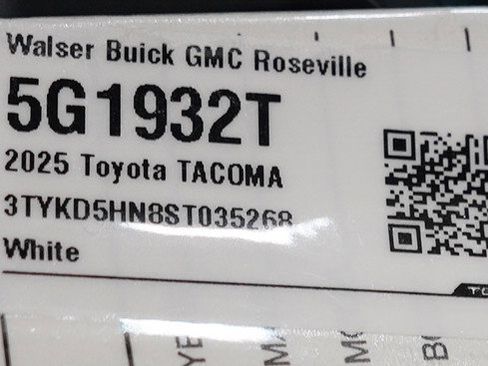 Walser Buick GMC Roseville
5G1932T
2025 Toyota TACOMA
3TYKD5HN8ST035268
White